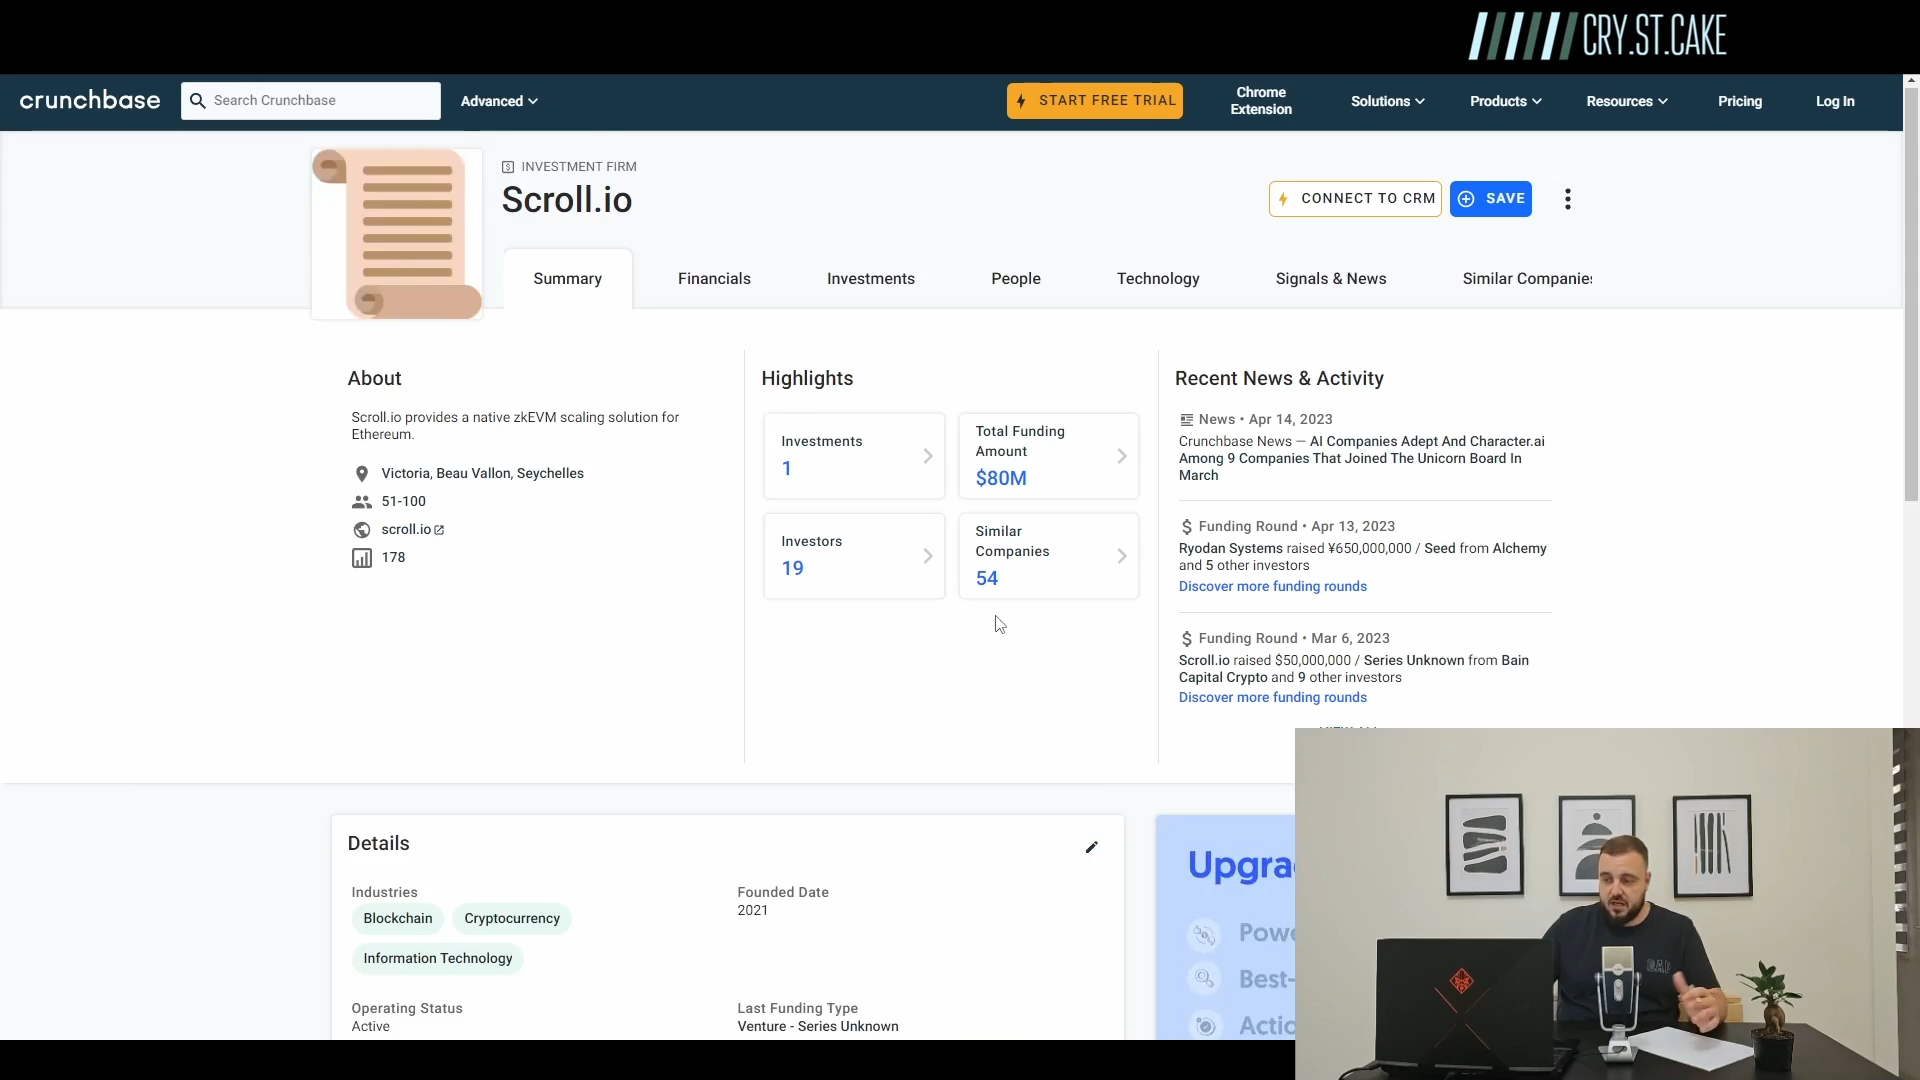 CRY.ST.CAKE
crunchbase
Search Crunchbase
Advanced
START FREE TRIAL
Chrome
Extension
Solutions
Products
Resources
Pricing
Log In
INVESTMENT FIRM
Scroll.io
CONNECT TO CRM
SAVE
Summary
Financials
Investments
People
Technology
Signals & News
Similar Companies
About
Scroll.io provides a native zkEVM scaling solution for
Ethereum.
Victoria, Beau Vallon, Seychelles
51-100
scroll.io
178
Highlights
Investments
1
Total Funding
Amount
$80M
Investors
19
Similar
Companies
54
Recent News & Activity
News • Apr 14, 2023
Crunchbase News — AI Companies Adept And Character.ai
Among 9 Companies That Joined The Unicorn Board In
March
Funding Round • Apr 13, 2023
Ryodan Systems raised ¥650,000,000 / Seed from Alchemy
and 5 other investors
Discover more funding rounds
Funding Round • Mar 6, 2023
Scroll.io raised $50,000,000 / Series Unknown from Bain
Capital Crypto and 9 other investors
Discover more funding rounds
Details
Industries
Blockchain
Cryptocurrency
Information Technology
Founded Date
2021
Operating Status
Active
Last Funding Type
Venture - Series Unknown
Upgra
Powe
Best-
Actic
GAP